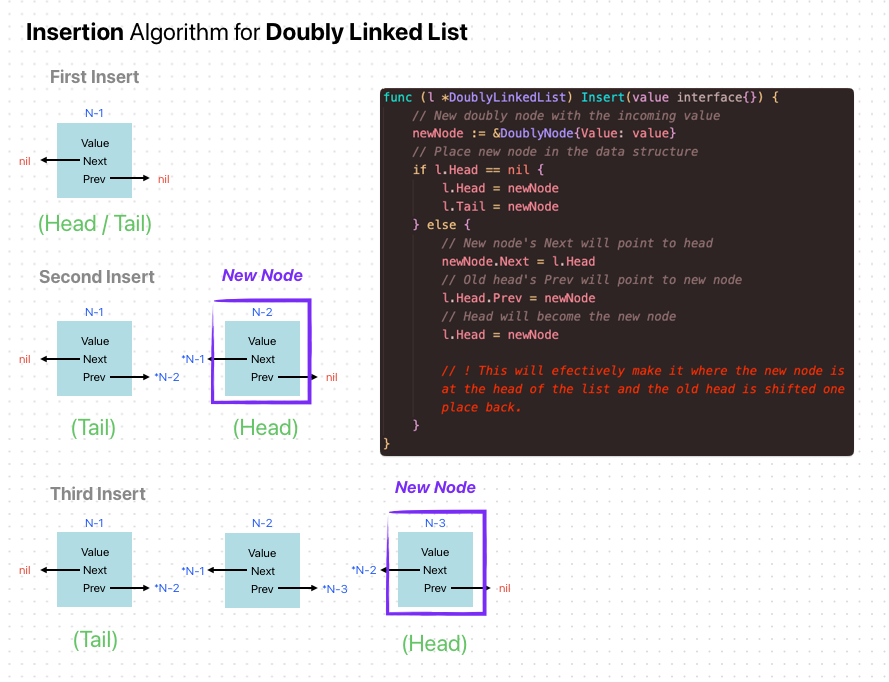 Insertion Algorithm for Doubly Linked List
First Insert
N-1
Value
nil
Next
Prev
nil
(Head / Tail)
Second Insert
New Node
N-1
Value
nil
Next
Prev
*N-2
(Tail)
N-2
Value
*N-1
Next
Prev
nil
(Head)
Third Insert
New Node
N-1
Value
nil
Next
Prev
*N-2
(Tail)
N-2
Value
*N-1
Next
Prev
*N-3
N-3
Value
*N-2
Next
Prev
nil
(Head)
func (l *DoublyLinkedList) Insert(value interface{}) {
// New doubly node with the incoming value
newNode := &DoublyNode{Value: value}
// Place new node in the data structure
if l.Head == nil {
l.Head = newNode
l.Tail = newNode
} else {
// New node's Next will point to head
newNode.Next = l.Head
// Old head's Prev will point to new node
l.Head.Prev = newNode
// Head will become the new node
l.Head = newNode
// ! This will efectively make it where the new node is
at the head of the list and the old head is shifted one
place back.
}
}